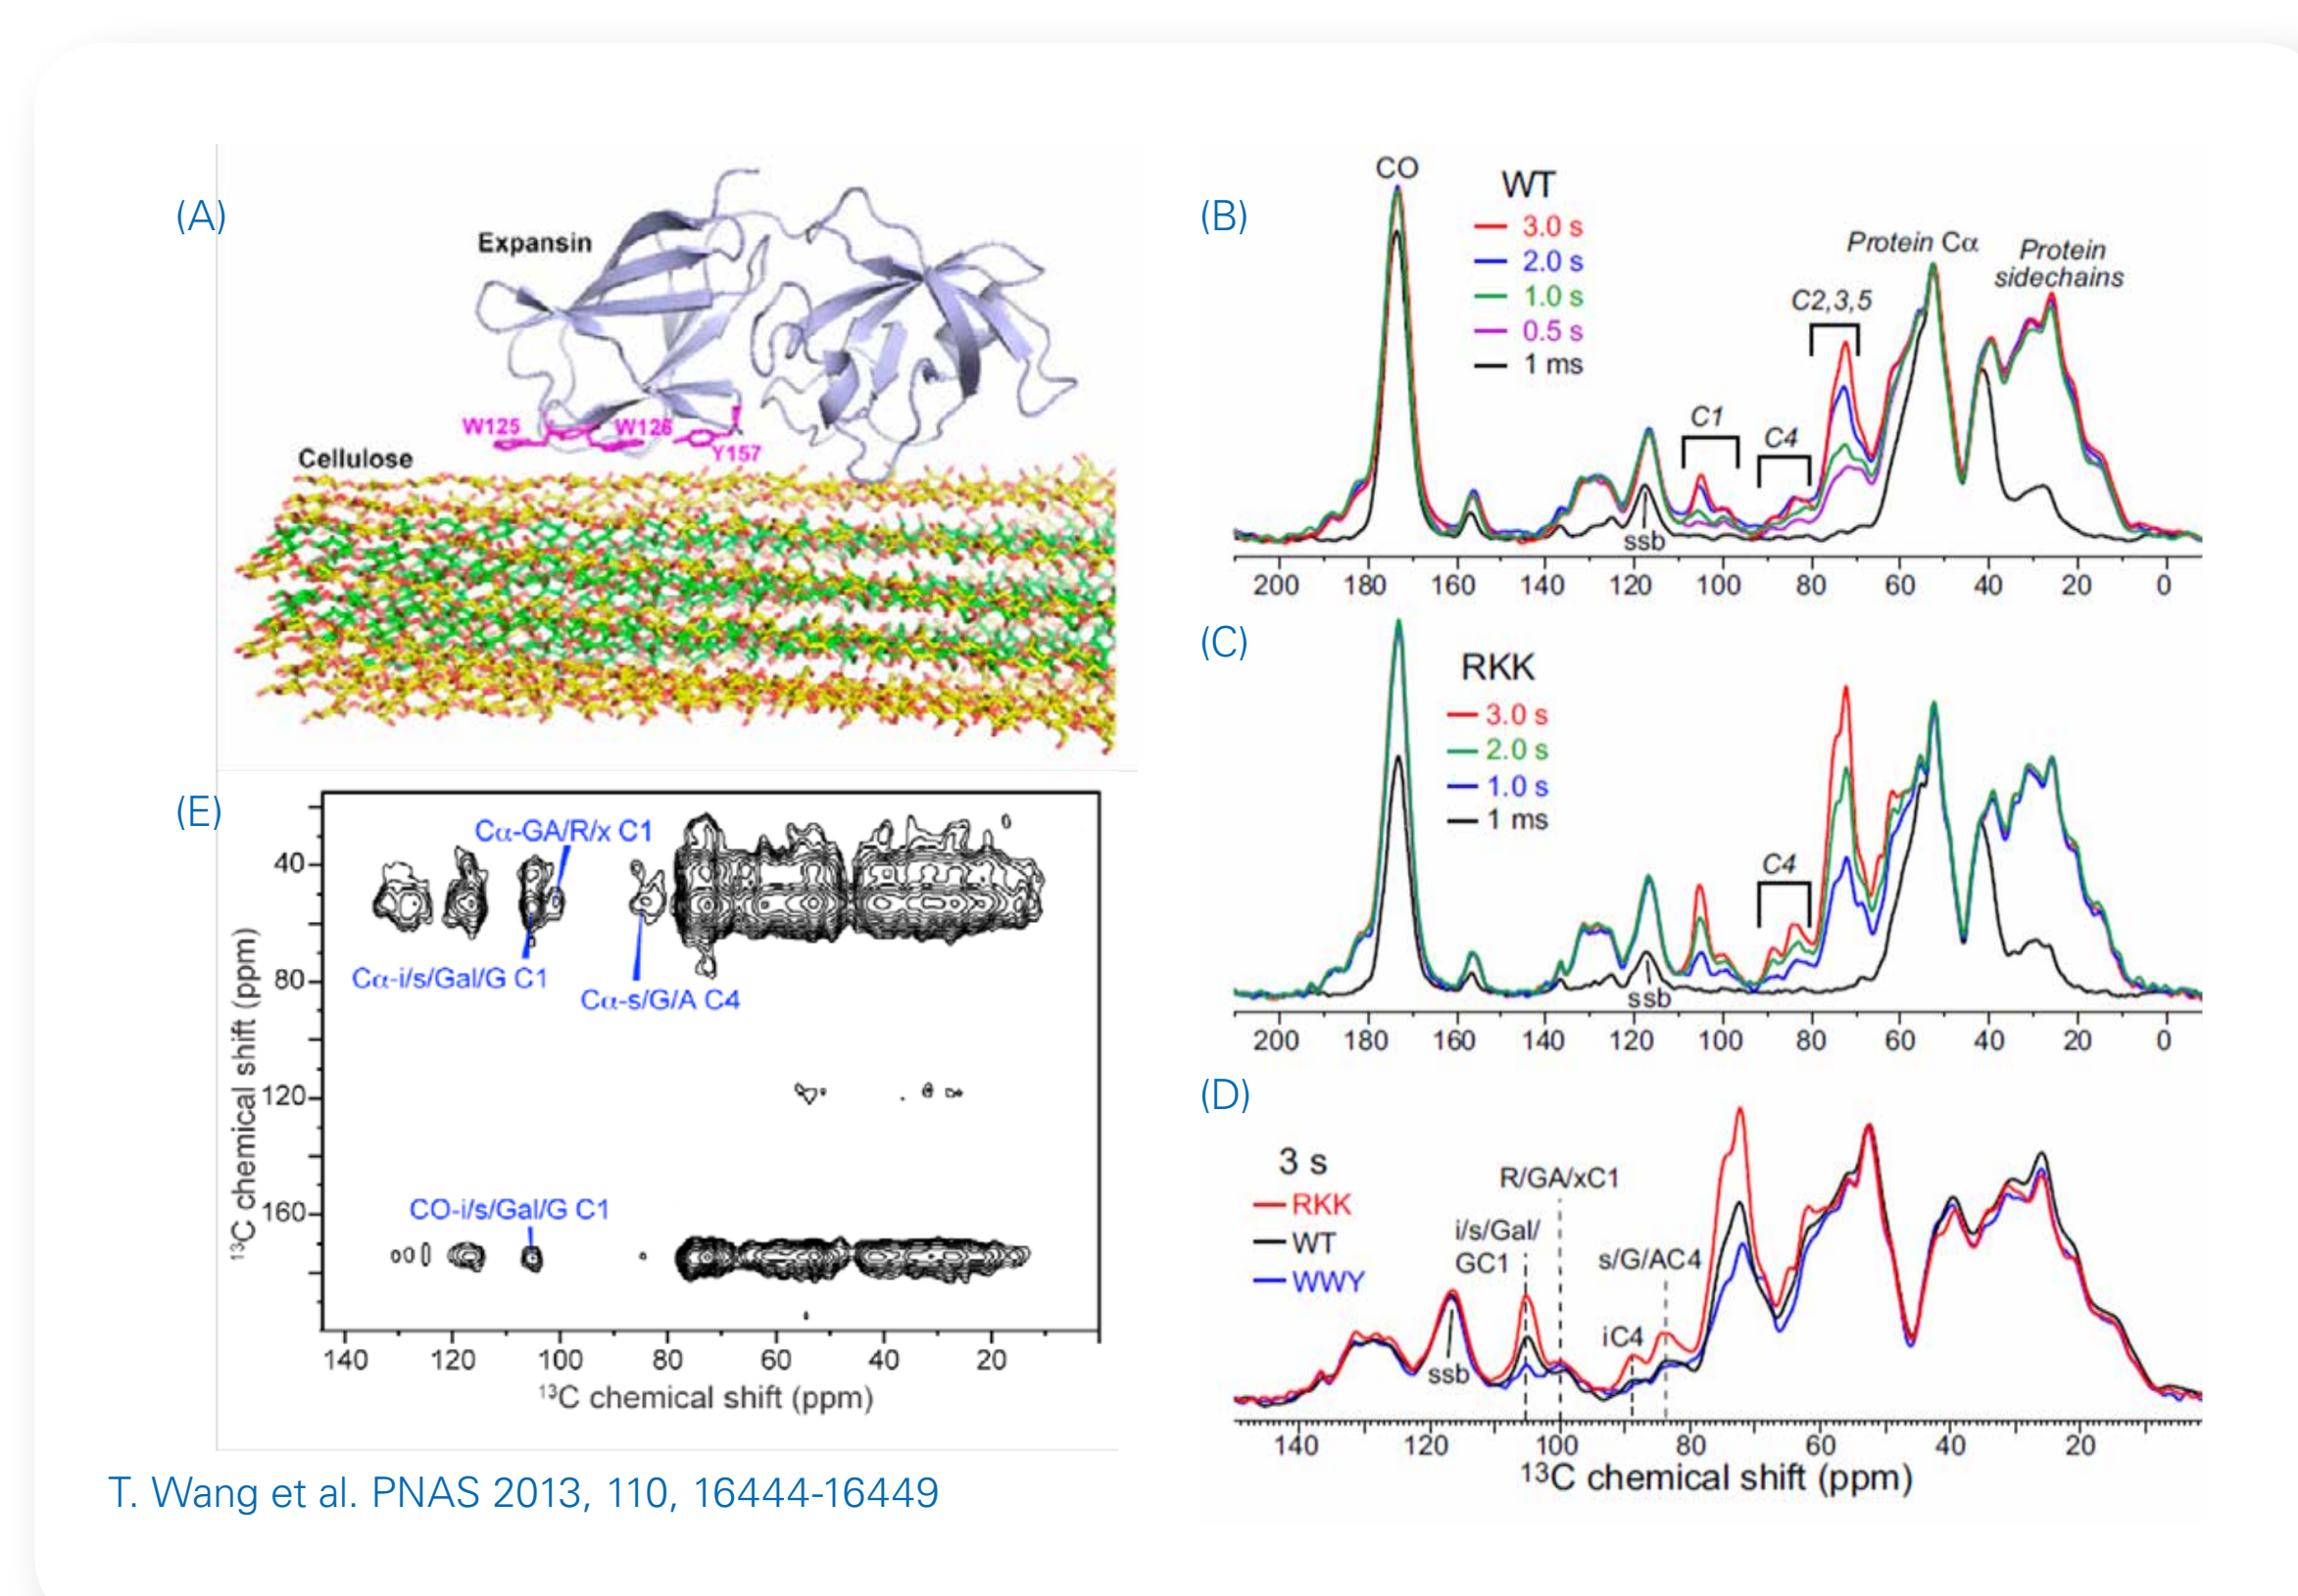 (A)
Expansin
W125
W126
Y157
Cellulose
(B)
CO
WT
3.0 s
2.0 s
1.0 s
0.5 s
1 ms
C1
C4
C2,3,5
Protein Cα
Protein
sidechains
ssb
200 180 160 140 120 100 80 60 40 20 0
(C)
RKK
3.0 s
2.0 s
1.0 s
1 ms
C4
ssb
200 180 160 140 120 100 80 60 40 20 0
(D)
3 s
RKK
WT
WWY
R/GA/xC1
i/s/Gal/
GC1
s/G/AC4
iC4
ssb
140 120 100 80 60 40 20
13C chemical shift (ppm)
(E)
Cα-GA/R/x C1
Cα-i/s/Gal/G C1
Cα-s/G/A C4
CO-i/s/Gal/G C1
40
80
120
160
13C chemical shift (ppm)
140 120 100 80 60 40 20
13C chemical shift (ppm)
T. Wang et al. PNAS 2013, 110, 16444-16449